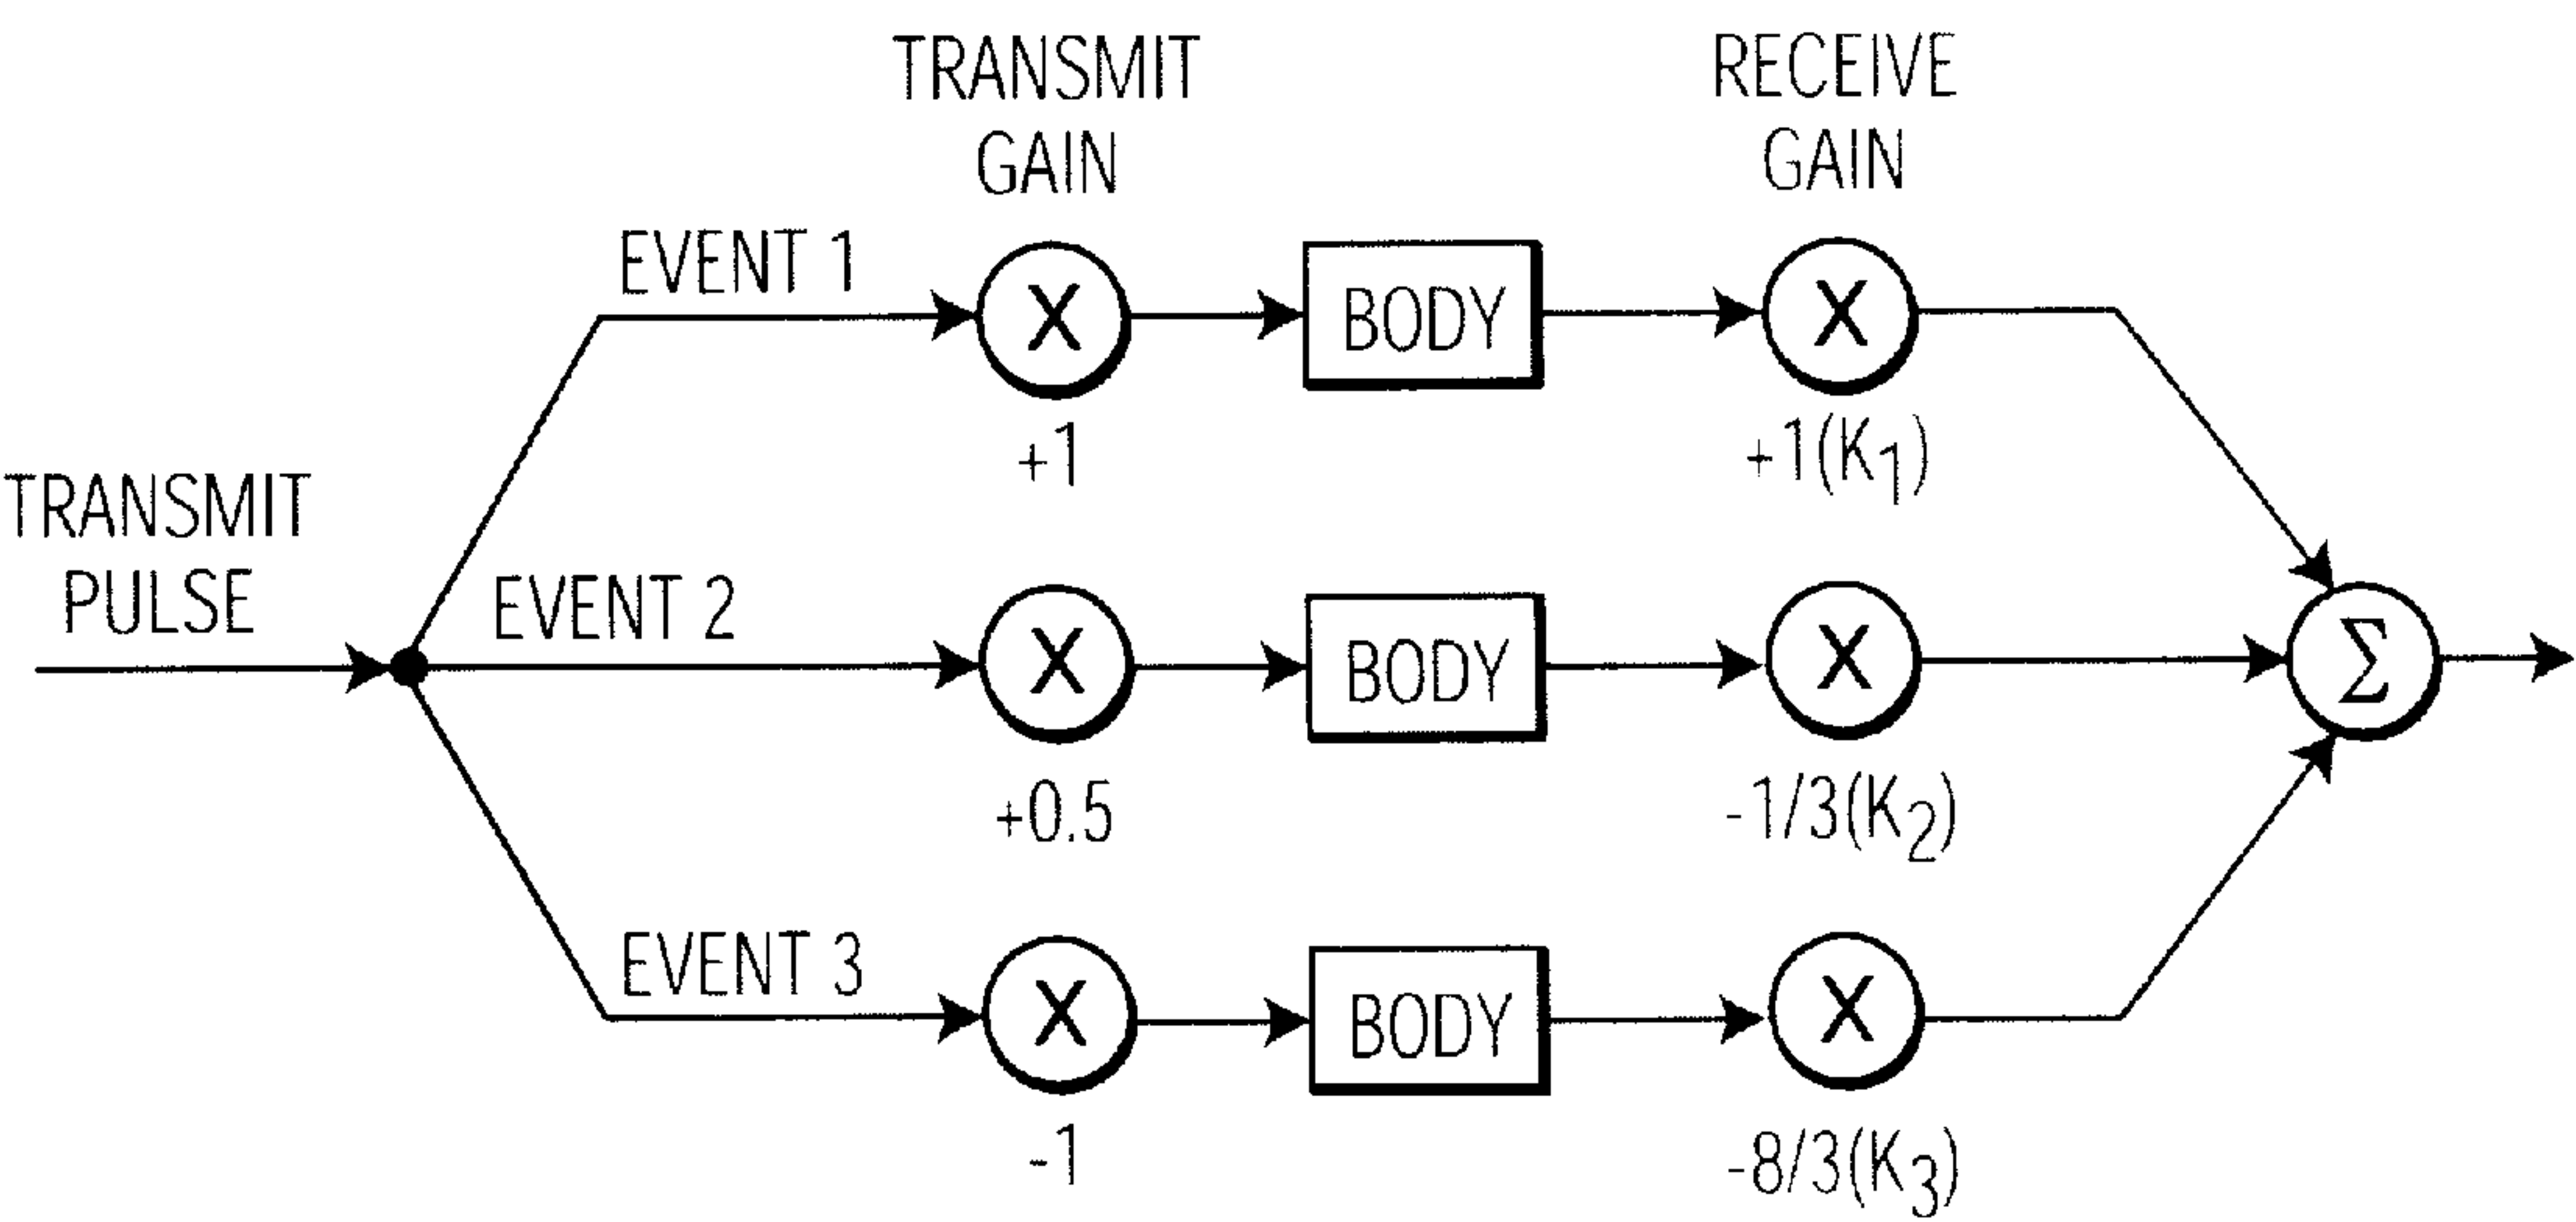 TRANSMIT
GAIN
RECEIVE
GAIN
EVENT 1
X
BODY
X
+1
+1(K1)
TRANSMIT
PULSE
EVENT 2
X
BODY
X
Σ
+0.5
-1/3(K2)
EVENT 3
X
BODY
X
-1
-8/3(K3)